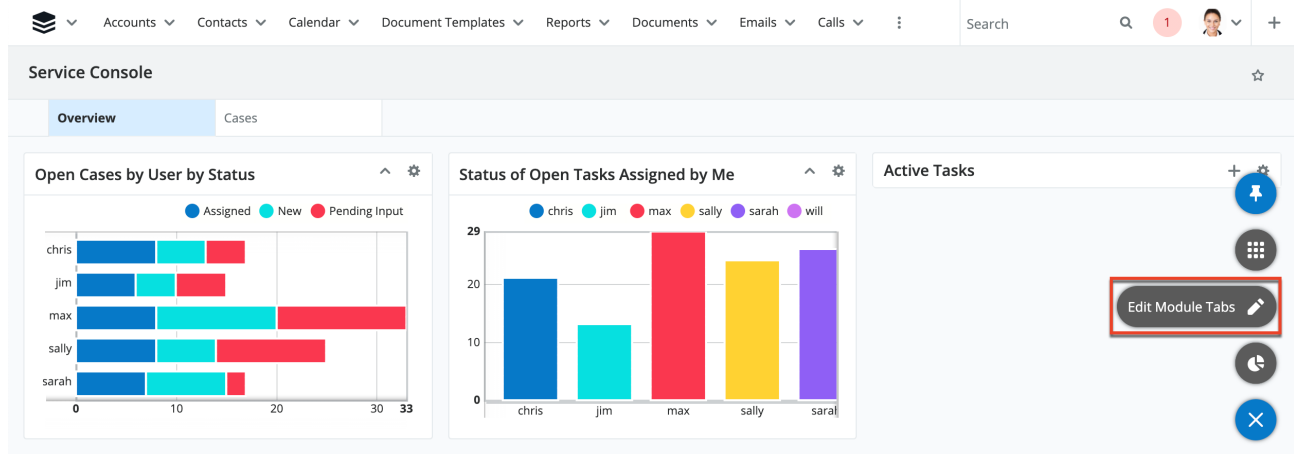 Accounts Contacts Calendar Document Templates Reports Documents Emails Calls Search 1
Service Console
Overview Cases
Open Cases by User by Status
Assigned New Pending Input
chris
jim
max
sally
sarah
0 10 20 30 33
Status of Open Tasks Assigned by Me
chris jim max sally sarah will
29
20
10
0
chris jim max sally sarah
Active Tasks
Edit Module Tabs